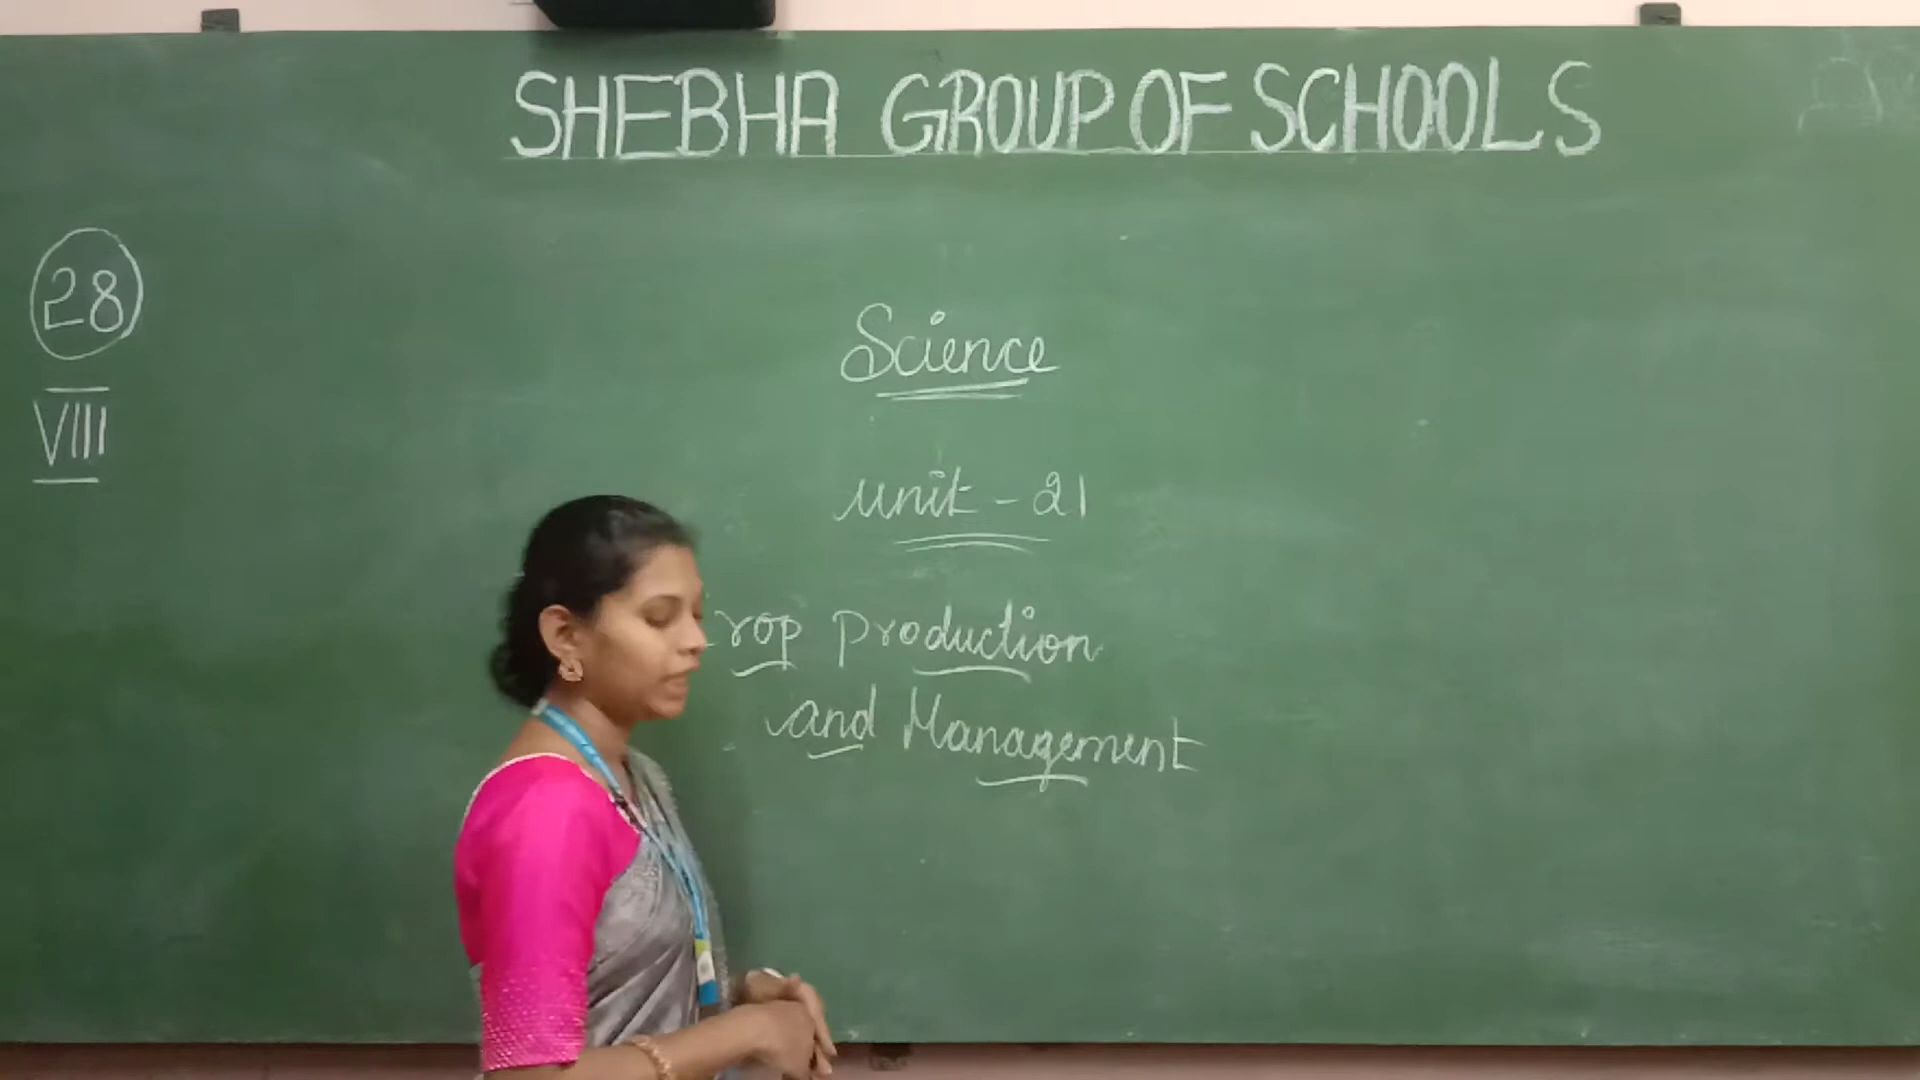 SHEBHA GROUP OF SCHOOLS
28
VIII
Science
unit - 21
rop production
and Management